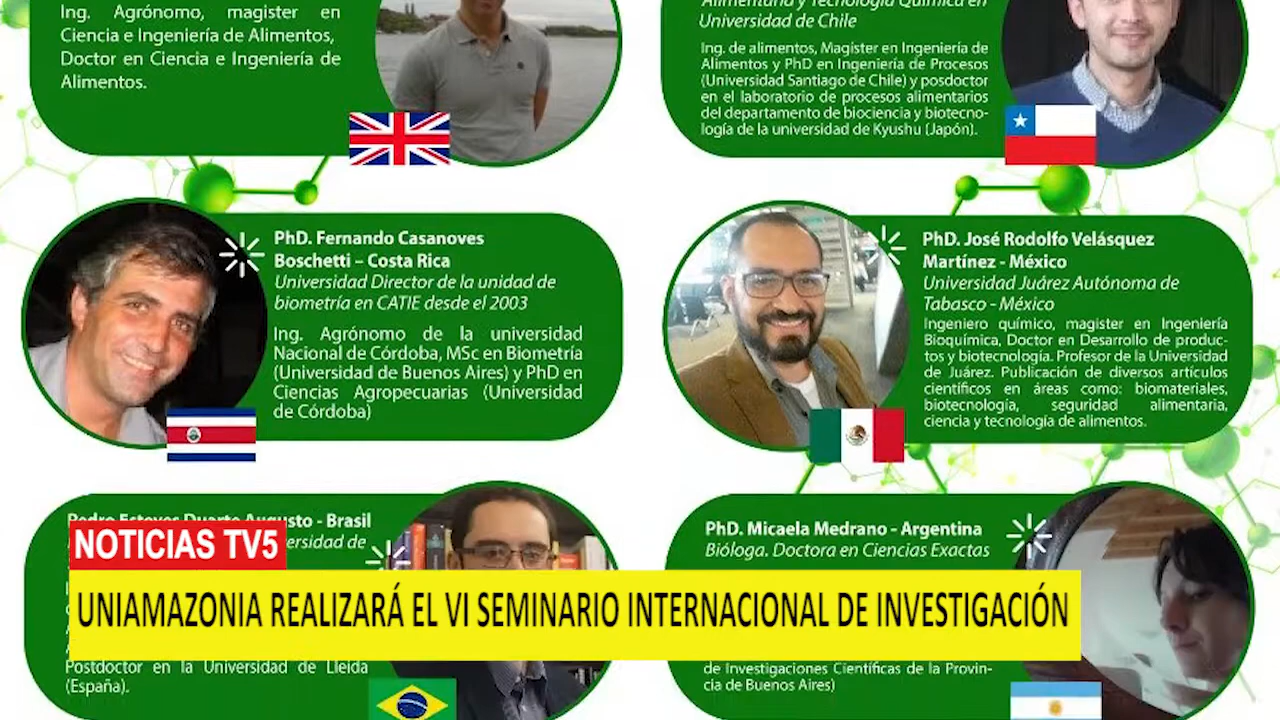 Ing. Agrónomo, magister en
Ciencia e Ingeniería de Alimentos,
Doctor en Ciencia e Ingeniería de
Alimentos.
Alimentaria y Tecnología Química en
Universidad de Chile
Ing. de alimentos, Magíster en Ingeniería de
Alimentos y PhD en Ingeniería de Procesos
(Universidad Santiago de Chile) y posdoctor
en el laboratorio de procesos alimentarios
del departamento de biociencia y biotecno-
logía de la universidad de Kyushu (Japón).
PhD. Fernando Casanoves
Boschetti – Costa Rica
Universidad Director de la unidad de
biometría en CATIE desde el 2003
Ing. Agrónomo de la universidad
Nacional de Córdoba, MSc en Biometría
(Universidad de Buenos Aires) y PhD en
Ciencias Agropecuarias (Universidad
de Córdoba)
PhD. José Rodolfo Velásquez
Martínez - México
Universidad Juárez Autónoma de
Tabasco - México
Ingeniero químico, magister en Ingeniería
Bioquímica, Doctor en Desarrollo de produc-
tos y biotecnología. Profesor de la Universidad
de Juárez. Publicación de diversos artículos
científicos en áreas como: biomateriales,
biotecnología, seguridad alimentaria,
ciencia y tecnología de alimentos.
Pedro Esteves Duarte Augusto - Brasil
ersidad de
Postdoctor en la Universidad de Lleida
(España).
PhD. Micaela Medrano - Argentina
Bióloga. Doctora en Ciencias Exactas
de Investigaciones Científicas de la Provin-
cia de Buenos Aires)
NOTICIAS TV5
UNIAMAZONIA REALIZARÁ EL VI SEMINARIO INTERNACIONAL DE INVESTIGACIÓN